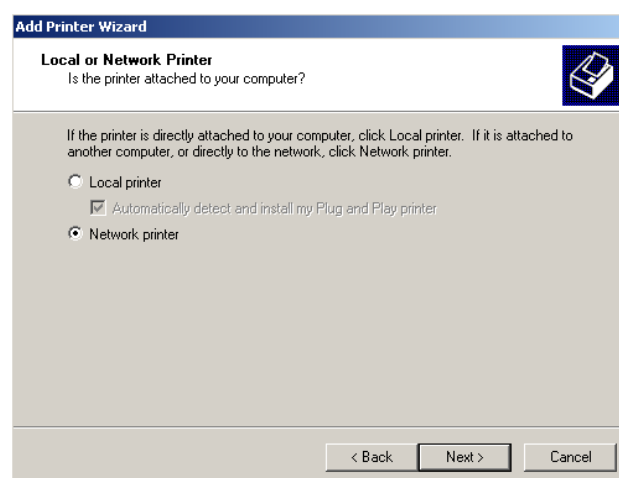 Add Printer Wizard
Local or Network Printer
Is the printer attached to your computer?
If the printer is directly attached to your computer, click Local printer. If it is attached to
another computer, or directly to the network, click Network printer.
Local printer
Automatically detect and install my Plug and Play printer
Network printer
< Back Next > Cancel